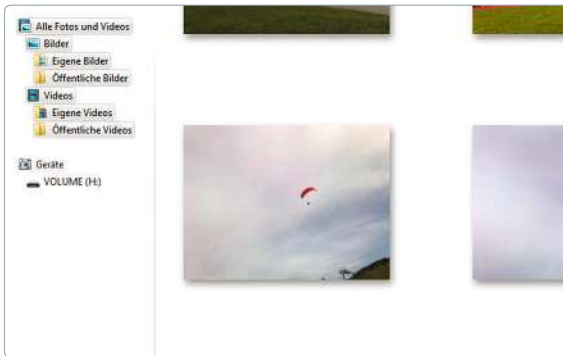 Alle Fotos und Videos
Bilder
Eigene Bilder
Öffentliche Bilder
Videos
Eigene Videos
Öffentliche Videos
Geräte
VOLUME (H:)